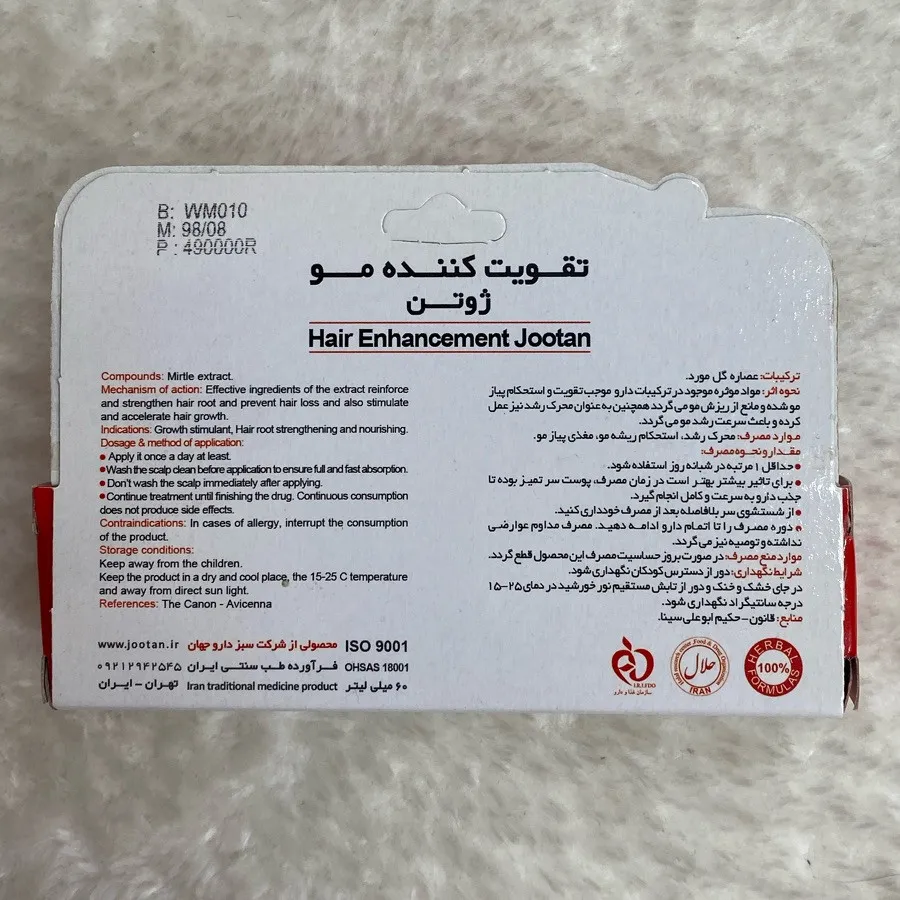 B: WM010
M: 98/08
P: 490000R
تقویت کننده مو
ژوتن
Hair Enhancement Jootan
Compounds: Mirtle extract.
Mechanism of action: Effective ingredients of the extract reinforce
and strengthen hair root and prevent hair loss and also stimulate
and accelerate hair growth.
Indications: Growth stimulant, Hair root strengthening and nourishing.
Dosage & method of application:
• Apply it once a day at least.
•Wash the scalp clean before application to ensure full and fast absorption.
•Don't wash the scalp immediately after applying.
•Continue treatment until finishing the drug. Continuous consumption
does not produce side effects.
Contraindications: In cases of allergy, interrupt the consumption
of the product.
Storage conditions:
Keep away from the children.
Keep the product in a dry and cool place, the 15-25 C temperature
and away from direct sun light.
References: The Canon - Avicenna
ترکیبات: عصاره گل مورد.
نحوه اثر: مواد موثره موجود در ترکیبات دارو موجب تقویت و استحکام پیاز
مو شده و مانع از ریزش مو می گردد همچنین به عنوان محرک رشد نیز عمل
کرده و باعث سرعت رشد مو می گردد.
موارد مصرف: محرک رشد، استحکام ریشه مو، مغذی پیاز مو.
مقدار و نحوه مصرف:
• حداقل ۱ مرتبه در شبانه روز استفاده شود.
• برای تاثیر بیشتر بهتر است در زمان مصرف، پوست سر تمیز بوده تا
جذب دارو به سرعت و کامل انجام گیرد.
• از شستشوی سر بلافاصله بعد از مصرف خودداری کنید.
• دوره مصرف را تا اتمام دارو ادامه دهید. مصرف مداوم عوارضی
نداشته و توصیه نیز می گردد.
موارد منع مصرف: در صورت بروز حساسیت مصرف این محصول قطع گردد.
شرایط نگهداری: دور از دسترس کودکان نگهداری شود.
در جای خشک و خنک و دور از تابش مستقیم نور خورشید در دمای ۲۵-۱۵
درجه سانتیگراد نگهداری شود.
منابع: قانون - حکیم ابوعلی سینا.
www.jootan.ir محصولی از شرکت سبز دارو جهان ISO 9001
۰۹۲۱۲۹۴۲۵۴۵ فرآورده طب سنتی ایران OHSAS 18001
تهران - ایران Iran traditional medicine product ۶۰ میلی لیتر
I.R.I.FDO
سازمان غذا و دارو
حلال
IRAN
HERBAL
100%
FORMULAS